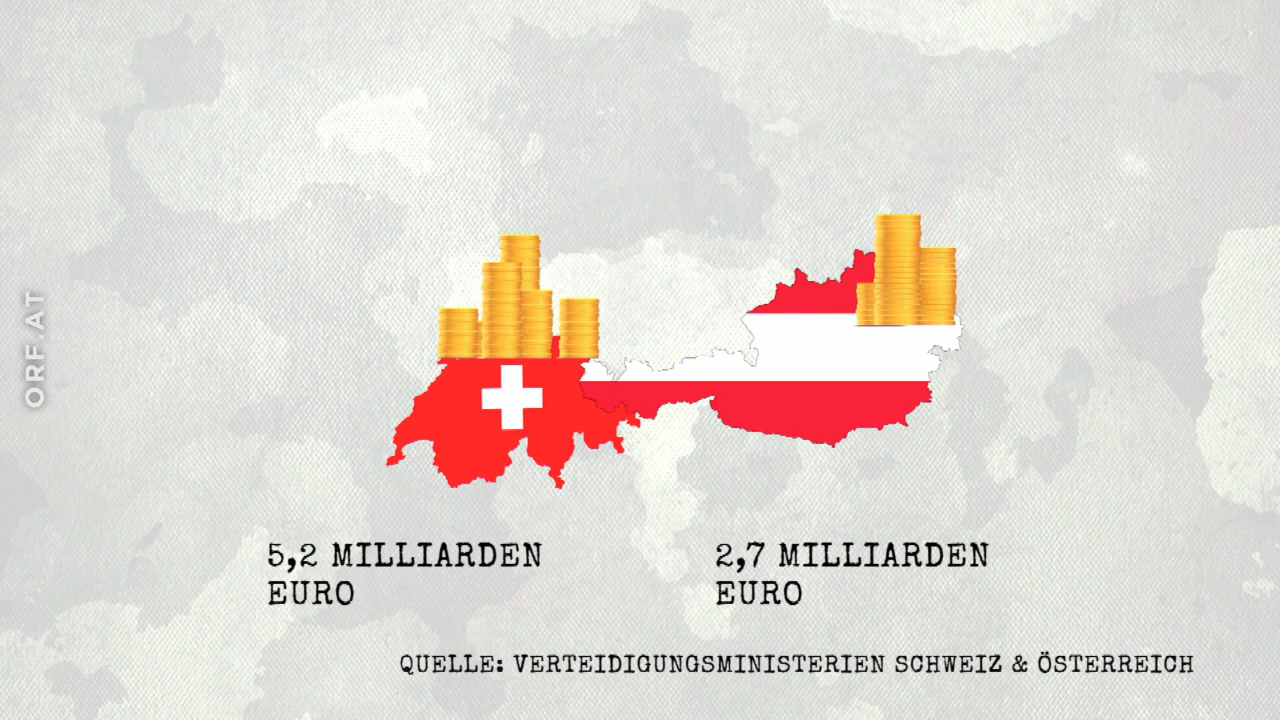 ORF.AT
5,2 MILLIARDEN
EURO
2,7 MILLIARDEN
EURO
QUELLE: VERTEIDIGUNGSMINISTERIEN SCHWEIZ & ÖSTERREICH